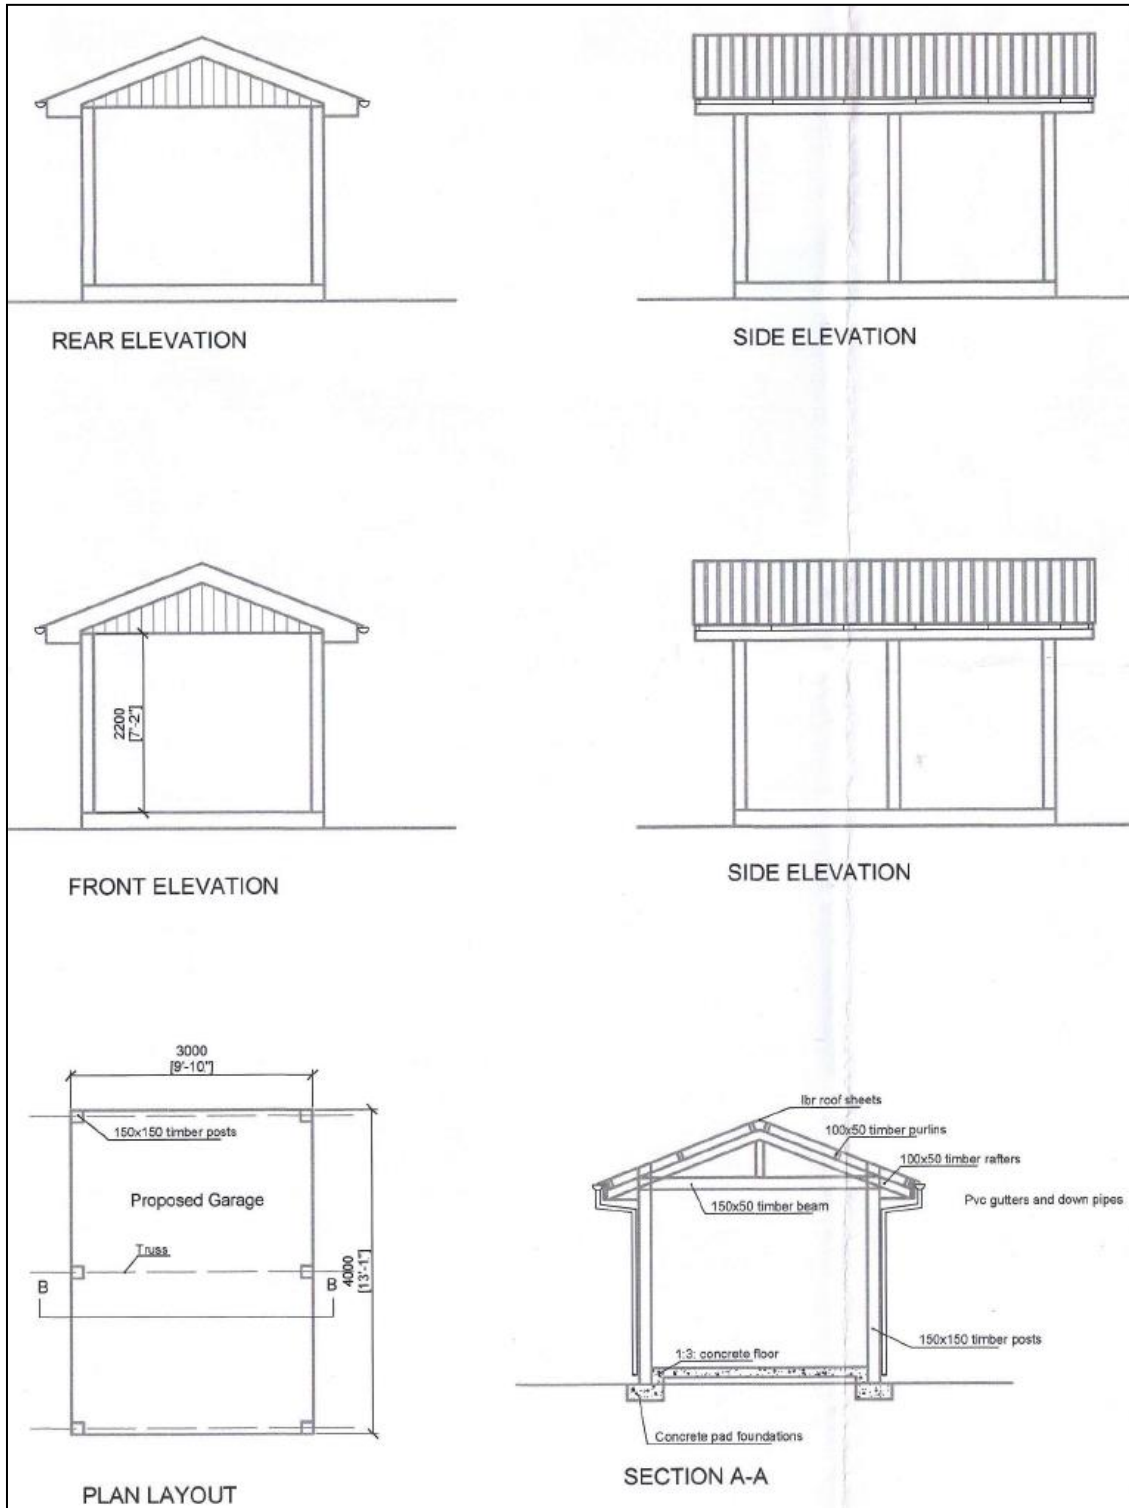 REAR ELEVATION
SIDE ELEVATION
2200
[7'-2"]
FRONT ELEVATION
SIDE ELEVATION
3000
[9'-10"]
150x150 timber posts
Proposed Garage
Truss
B
B
4000
[13'-1"]
PLAN LAYOUT
lbr roof sheets
100x50 timber purlins
100x50 timber rafters
150x50 timber beam
Pvc gutters and down pipes
150x150 timber posts
1:3: concrete floor
Concrete pad foundations
SECTION A-A